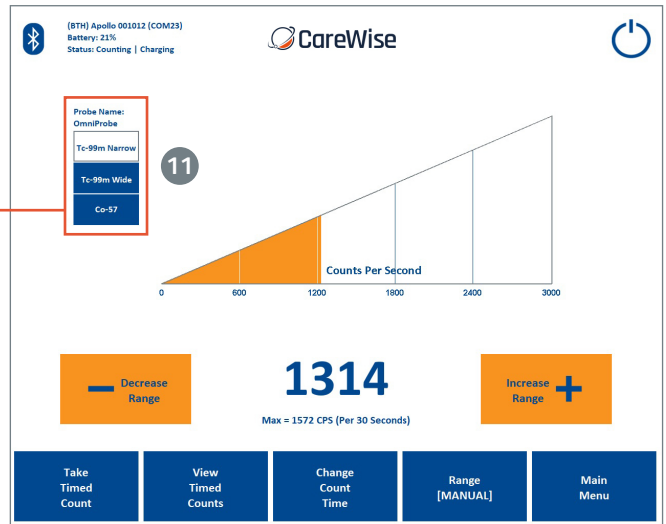 (BTH) Apollo 001012 (COM23)
Battery: 21%
Status: Counting | Charging
CareWise
Probe Name:
OmniProbe
Tc-99m Narrow
Tc-99m Wide
Co-57
11
Counts Per Second
0 600 1200 1800 2400 3000
Decrease
Range
1314
Max = 1572 CPS (Per 30 Seconds)
Increase
Range
Take
Timed
Count
View
Timed
Counts
Change
Count
Time
Range
[MANUAL]
Main
Menu